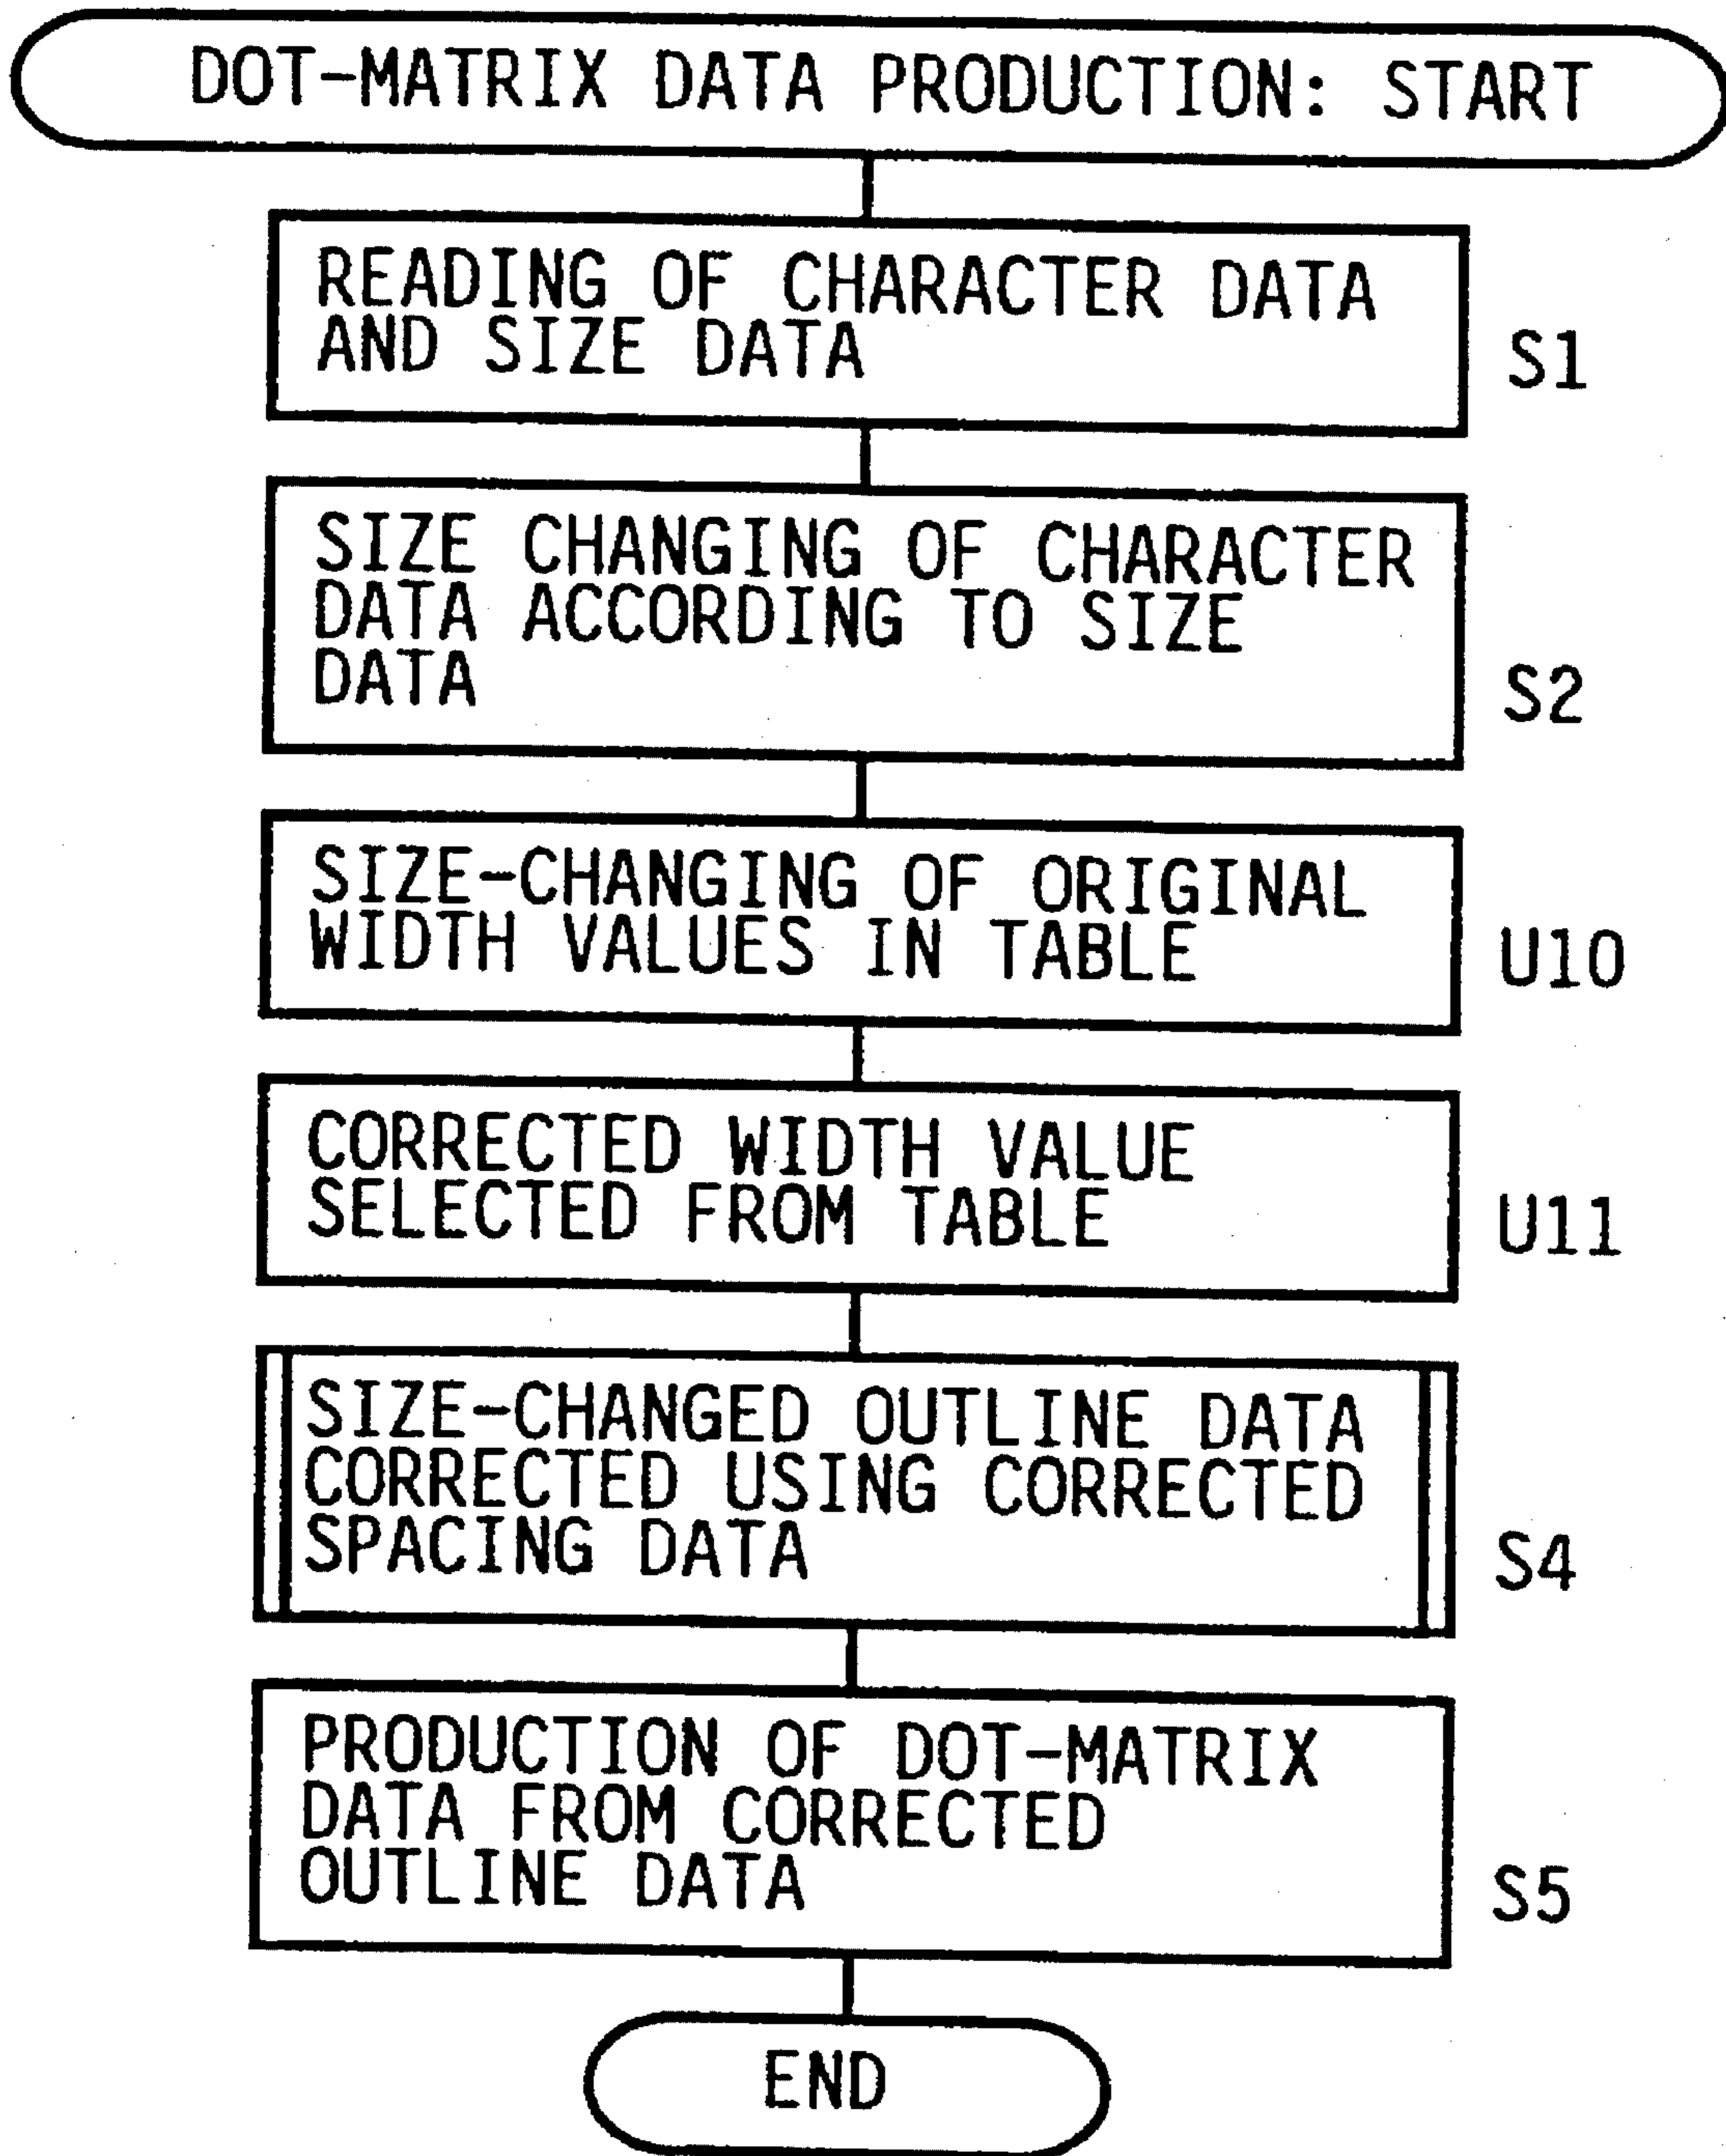 DOT-MATRIX DATA PRODUCTION: START
READING OF CHARACTER DATA
AND SIZE DATA
S1
SIZE CHANGING OF CHARACTER
DATA ACCORDING TO SIZE
DATA
S2
SIZE-CHANGING OF ORIGINAL
WIDTH VALUES IN TABLE
U10
CORRECTED WIDTH VALUE
SELECTED FROM TABLE
U11
SIZE-CHANGED OUTLINE DATA
CORRECTED USING CORRECTED
SPACING DATA
S4
PRODUCTION OF DOT-MATRIX
DATA FROM CORRECTED
OUTLINE DATA
S5
END